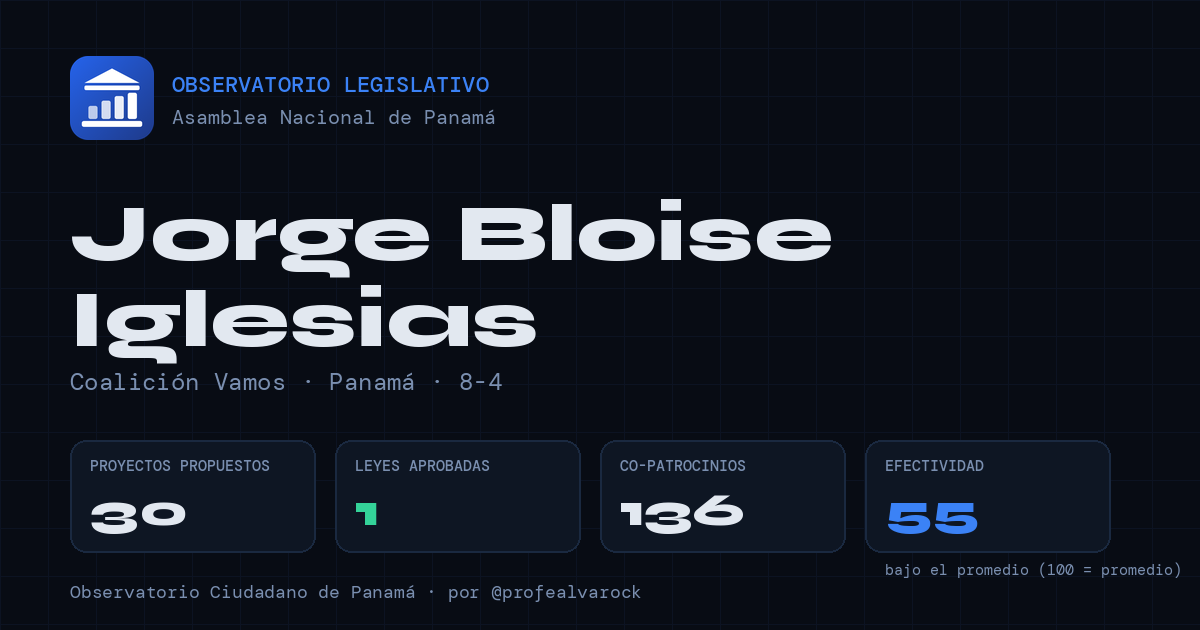 OBSERVATORIO LEGISLATIVO
Asamblea Nacional de Panamá
Jorge Bloise
Iglesias
Coalición Vamos · Panamá · 8-4
PROYECTOS PROPUESTOS
30
LEYES APROBADAS
1
CO-PATROCINIOS
136
EFECTIVIDAD
55
bajo el promedio (100 = promedio)
Observatorio Ciudadano de Panamá · por @profealvarock